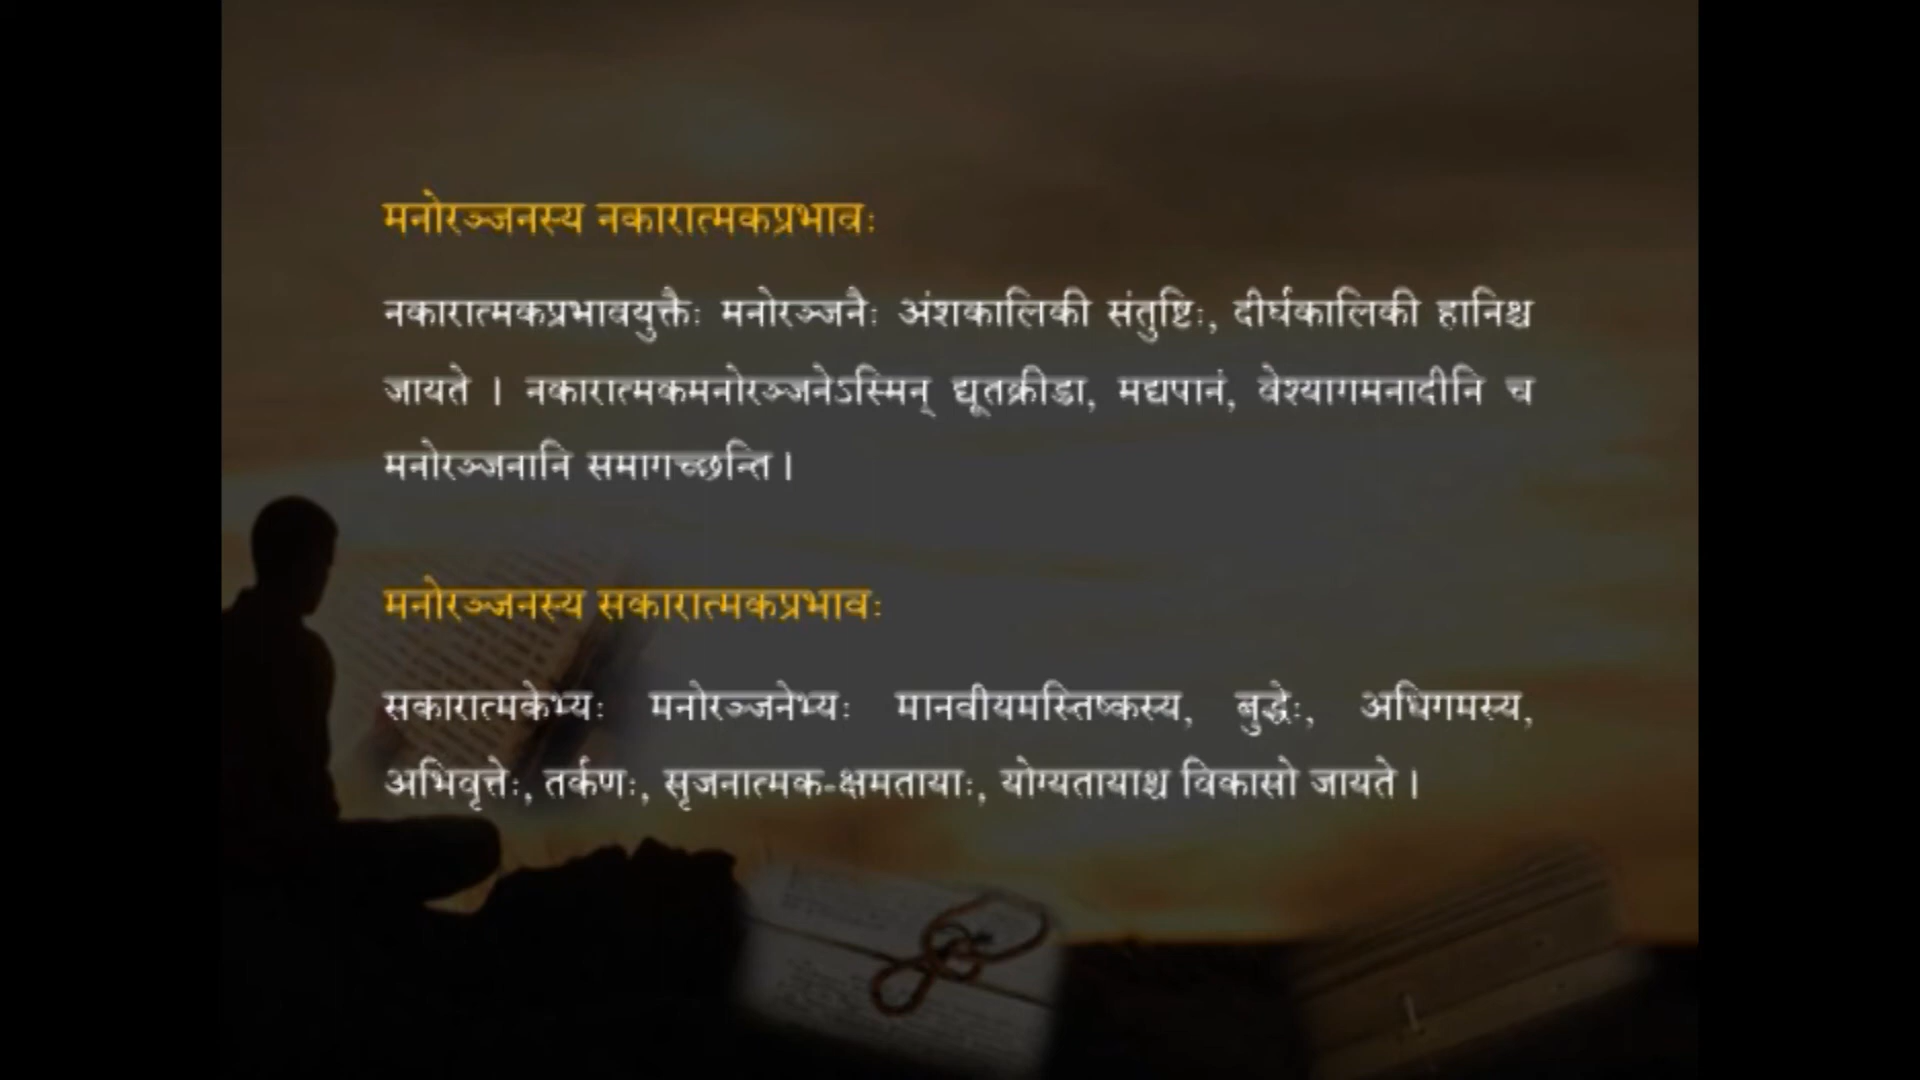 मनोरञ्जनस्य नकारात्मकप्रभावः
नकारात्मकप्रभावयुक्तैः मनोरञ्जनैः अंशकालिकी संतुष्टिः, दीर्घकालिकी हानिश्च
जायते । नकारात्मकमनोरञ्जनेऽस्मिन् द्यूतक्रीडा, मद्यपानं, वेश्यागमनादीनि च
मनोरञ्जनानि समागच्छन्ति ।
मनोरञ्जनस्य सकारात्मकप्रभावः
सकारात्मकेभ्यः मनोरञ्जनेभ्यः मानवीयमस्तिष्कस्य, बुद्धेः, अधिगमस्य,
अभिवृत्तेः, तर्कणः, सृजनात्मक-क्षमतायाः, योग्यतायाश्च विकासो जायते ।